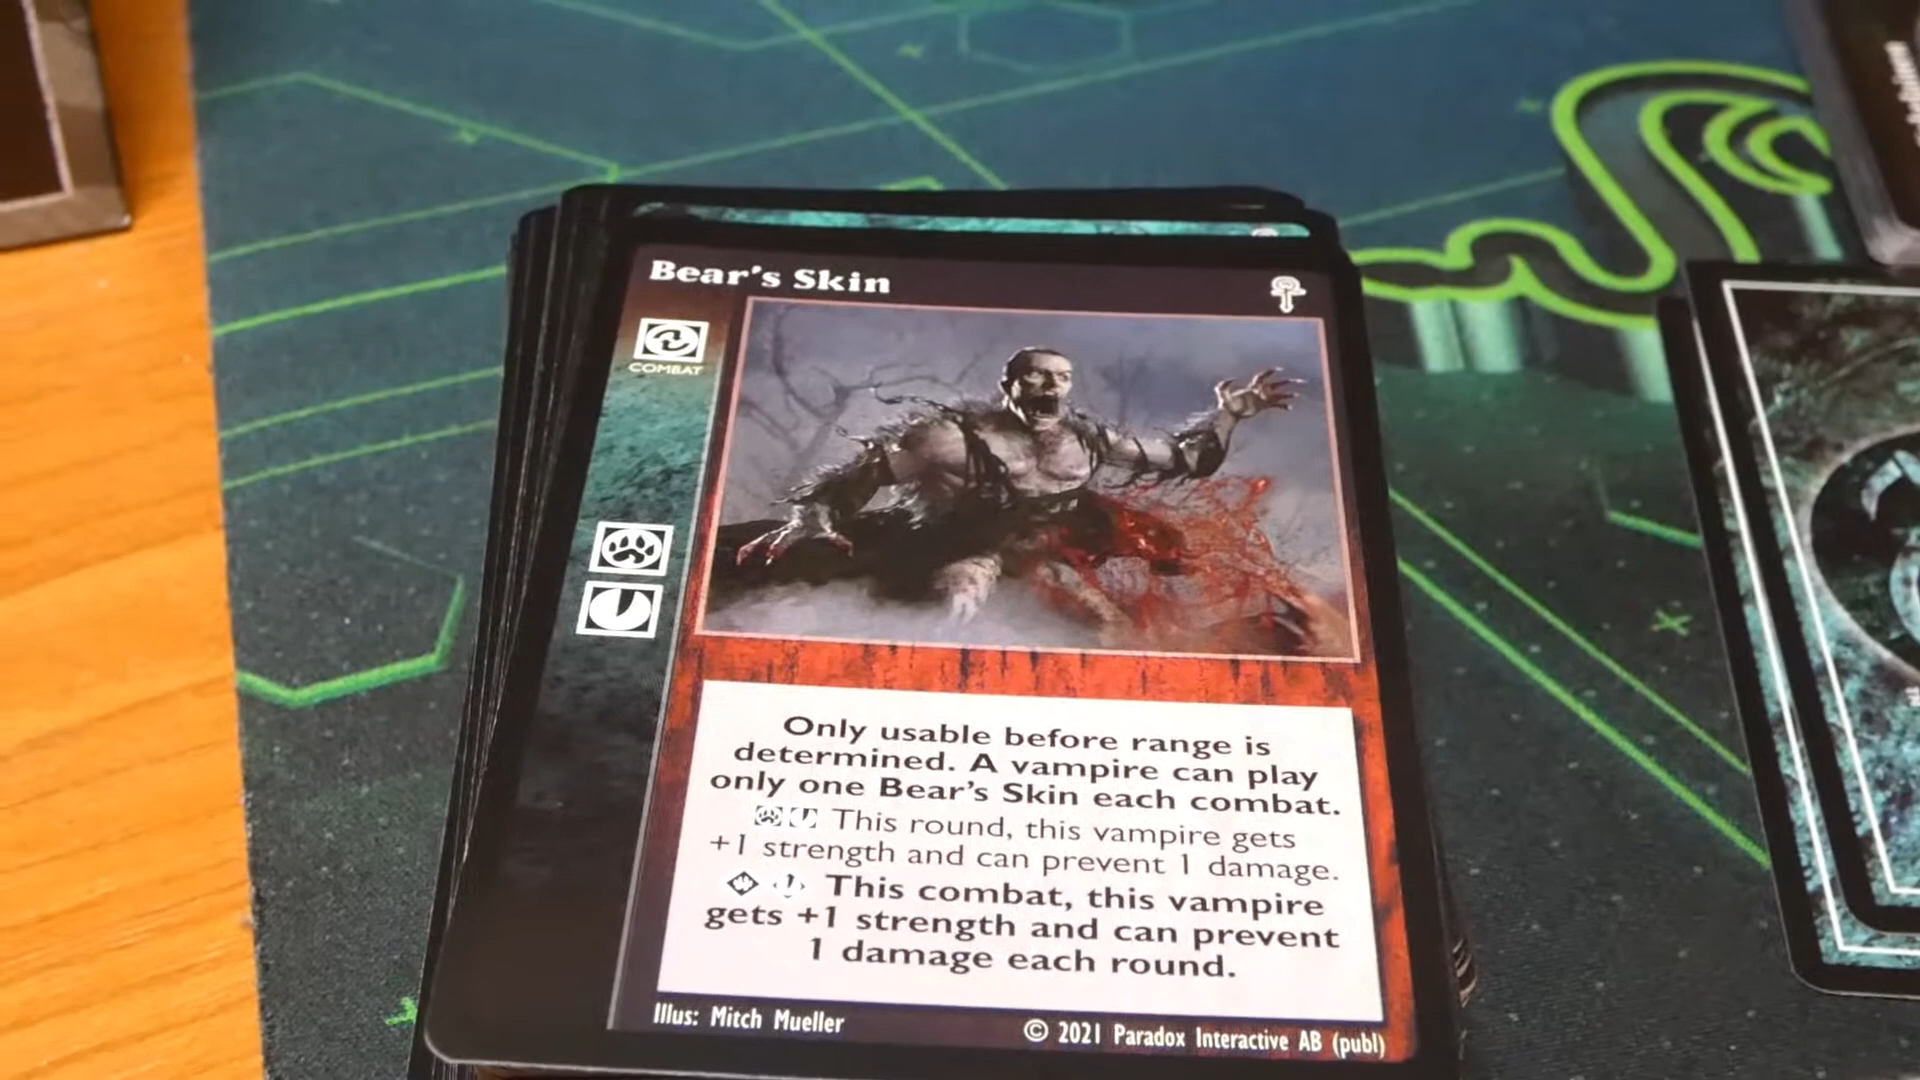 Bear's Skin
COMBAT
Only usable before range is
determined. A vampire can play
only one Bear's Skin each combat.
This round, this vampire gets
+1 strength and can prevent 1 damage.
This combat, this vampire
gets +1 strength and can prevent
1 damage each round.
Illus: Mitch Mueller
© 2021 Paradox Interactive AB (publ)